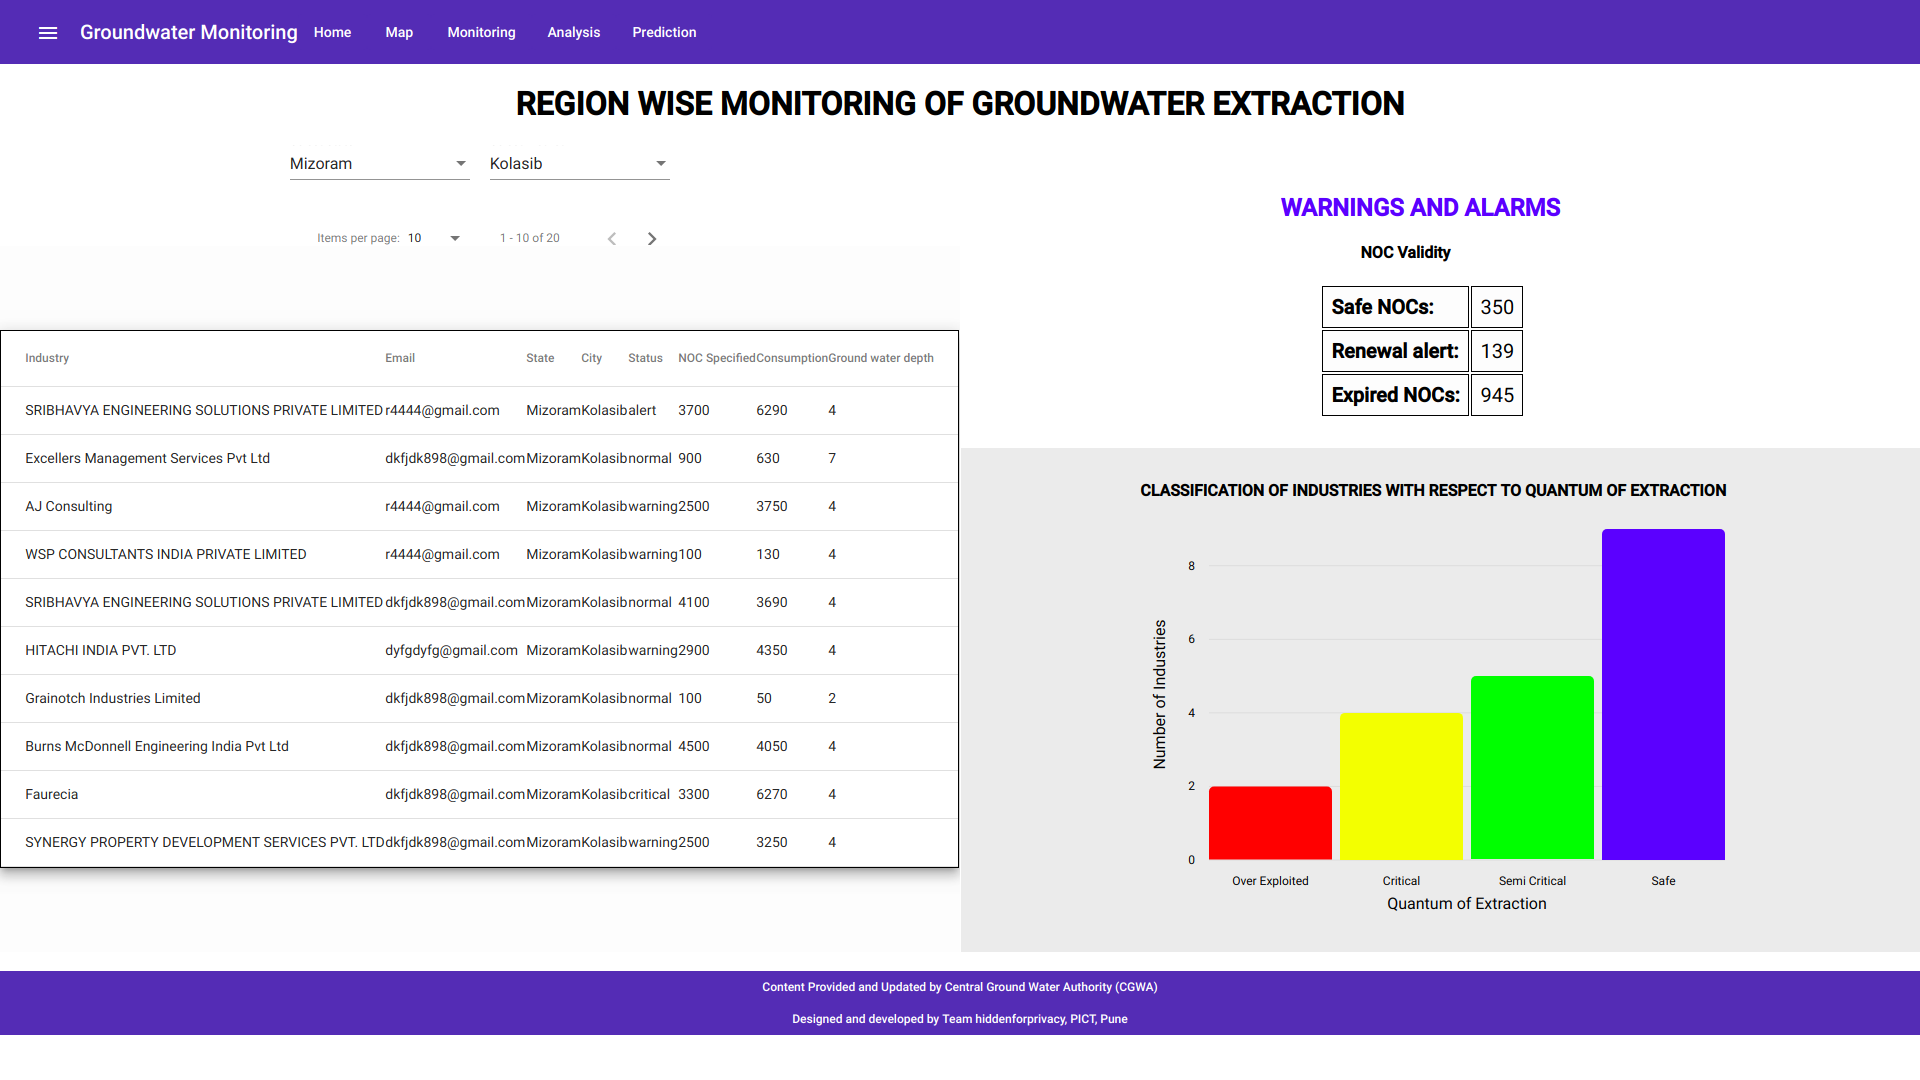 Groundwater Monitoring Home Map Monitoring Analysis Prediction
REGION WISE MONITORING OF GROUNDWATER EXTRACTION
Mizoram Kolasib
Items per page: 10 1 - 10 of 20
Industry Email State City Status NOC Specified Consumption Ground water depth
SRIBHAVYA ENGINEERING SOLUTIONS PRIVATE LIMITED r4444@gmail.com Mizoram Kolasib alert 3700 6290 4
Excellers Management Services Pvt Ltd dkfjdk898@gmail.com Mizoram Kolasib normal 900 630 7
AJ Consulting r4444@gmail.com Mizoram Kolasib warning 2500 3750 4
WSP CONSULTANTS INDIA PRIVATE LIMITED r4444@gmail.com Mizoram Kolasib warning 100 130 4
SRIBHAVYA ENGINEERING SOLUTIONS PRIVATE LIMITED dkfjdk898@gmail.com Mizoram Kolasib normal 4100 3690 4
HITACHI INDIA PVT. LTD dyfgdyfg@gmail.com Mizoram Kolasib warning 2900 4350 4
Grainotch Industries Limited dkfjdk898@gmail.com Mizoram Kolasib normal 100 50 2
Burns McDonnell Engineering India Pvt Ltd dkfjdk898@gmail.com Mizoram Kolasib normal 4500 4050 4
Faurecia dkfjdk898@gmail.com Mizoram Kolasib critical 3300 6270 4
SYNERGY PROPERTY DEVELOPMENT SERVICES PVT. LTD dkfjdk898@gmail.com Mizoram Kolasib warning 2500 3250 4
WARNINGS AND ALARMS
NOC Validity
Safe NOCs: 350
Renewal alert: 139
Expired NOCs: 945
CLASSIFICATION OF INDUSTRIES WITH RESPECT TO QUANTUM OF EXTRACTION
Number of Industries
8
6
4
2
0
Over Exploited Critical Semi Critical Safe
Quantum of Extraction
Content Provided and Updated by Central Ground Water Authority (CGWA)
Designed and developed by Team hiddenforprivacy, PICT, Pune